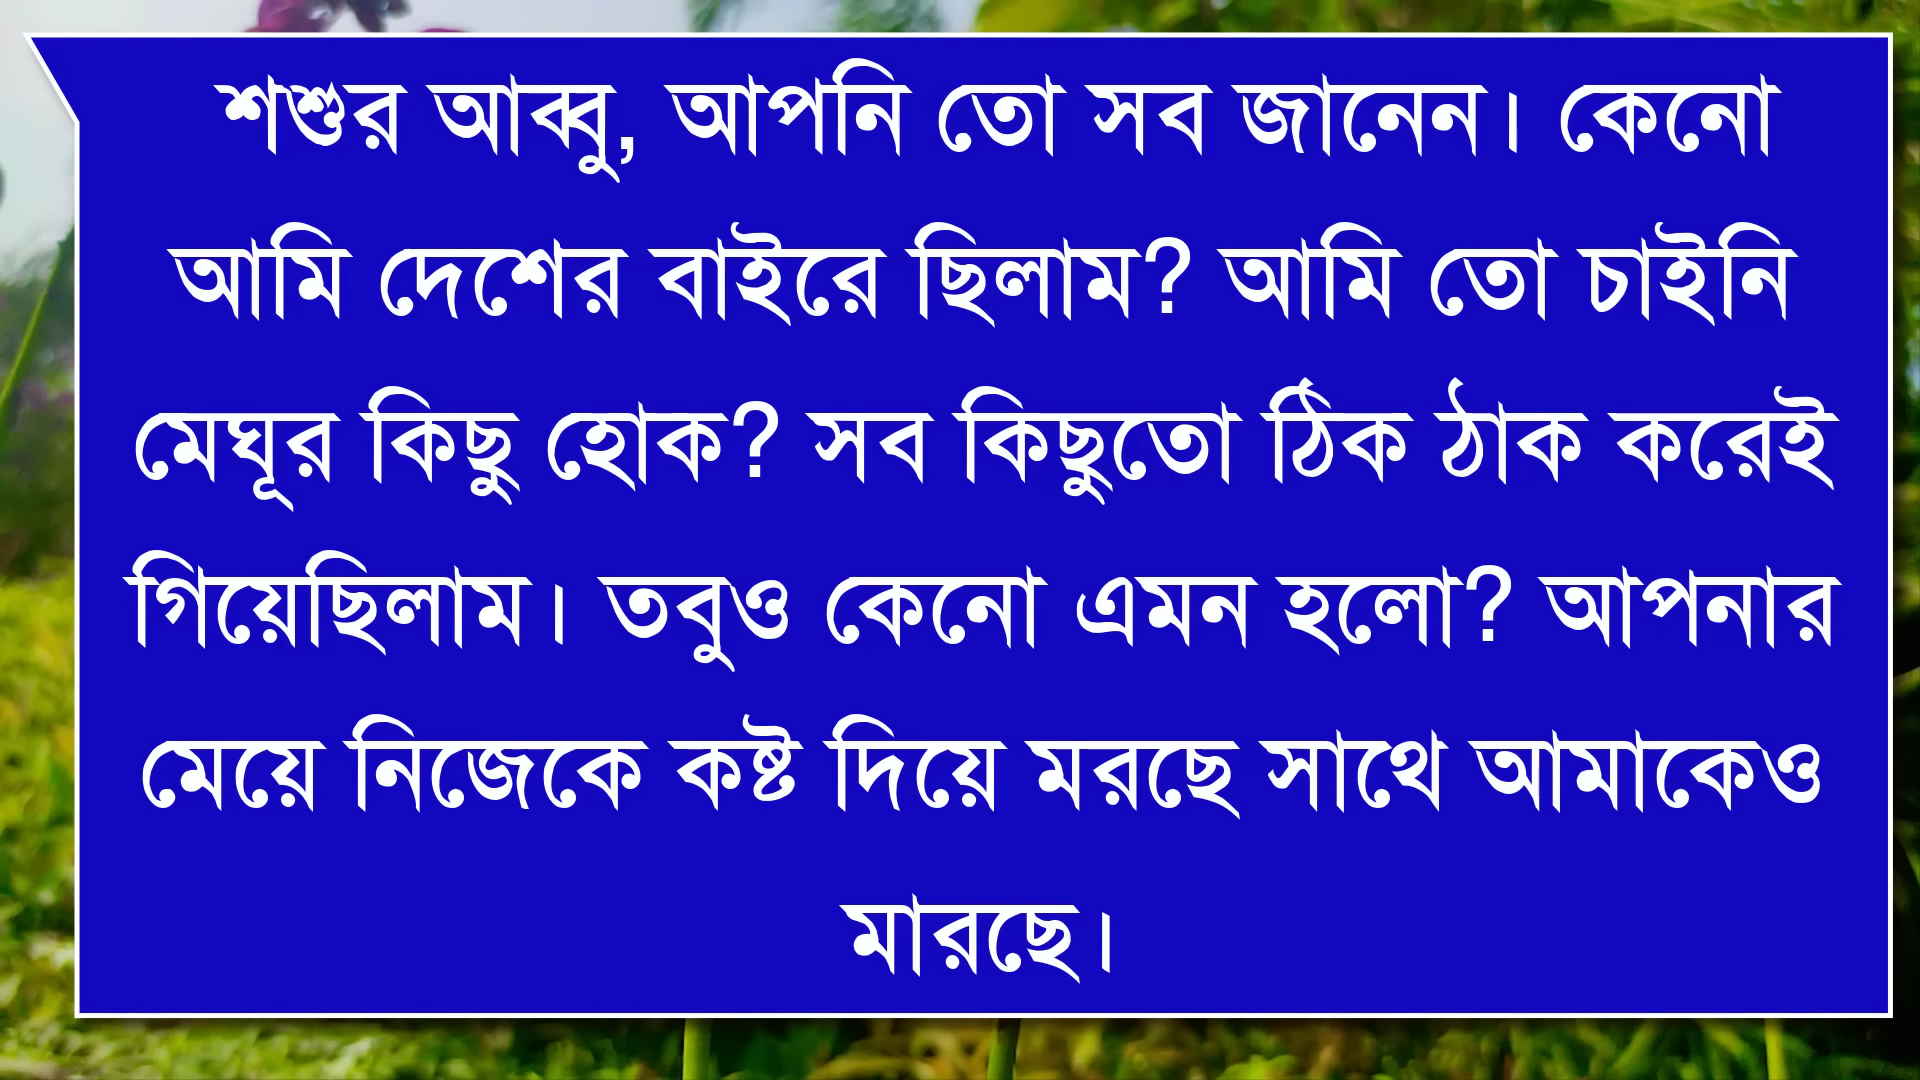 শশুর আব্বু, আপনি তো সব জানেন। কেনো
আমি দেশের বাইরে ছিলাম? আমি তো চাইনি
মেঘূর কিছু হোক? সব কিছুতো ঠিক ঠাক করেই
গিয়েছিলাম। তবুও কেনো এমন হলো? আপনার
মেয়ে নিজেকে কষ্ট দিয়ে মরছে সাথে আমাকেও
মারছে।